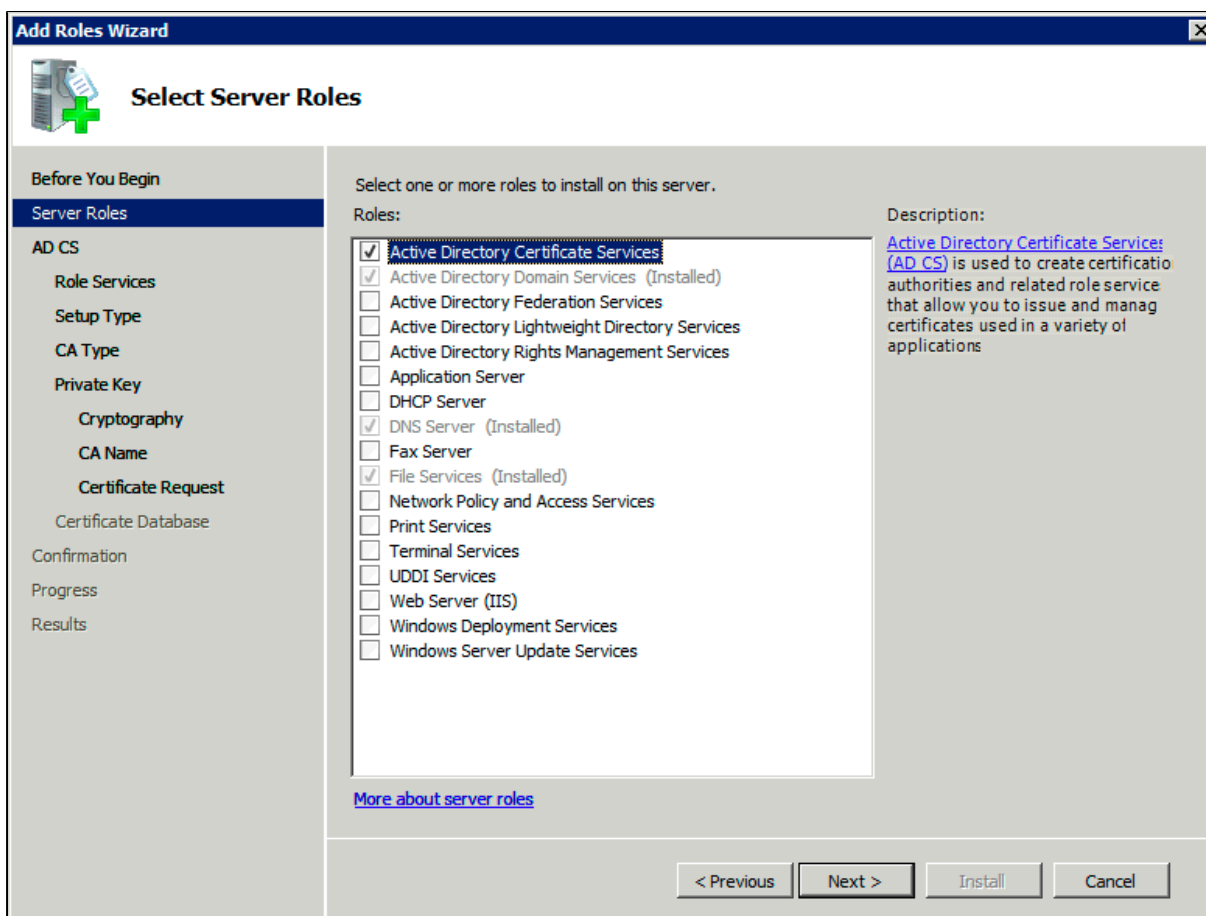 Add Roles Wizard
Select Server Roles
Before You Begin
Server Roles
AD CS
Role Services
Setup Type
CA Type
Private Key
Cryptography
CA Name
Certificate Request
Certificate Database
Confirmation
Progress
Results
Select one or more roles to install on this server.
Roles:
Active Directory Certificate Services
Active Directory Domain Services (Installed)
Active Directory Federation Services
Active Directory Lightweight Directory Services
Active Directory Rights Management Services
Application Server
DHCP Server
DNS Server (Installed)
Fax Server
File Services (Installed)
Network Policy and Access Services
Print Services
Terminal Services
UDDI Services
Web Server (IIS)
Windows Deployment Services
Windows Server Update Services
More about server roles
Description:
Active Directory Certificate Services
(AD CS) is used to create certificatio
authorities and related role service
that allow you to issue and manag
certificates used in a variety of
applications
< Previous
Next >
Install
Cancel